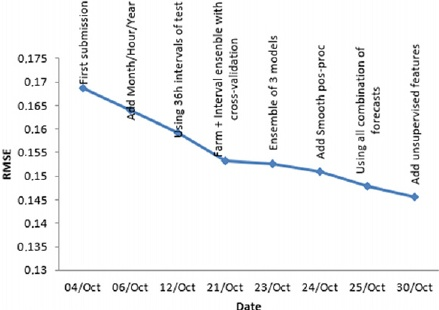 First submission
Add Month/Hour/Year
Using 36h intervals of test
Farm + Interval ensenble with
cross-validation
Ensemble of 3 models
Add Smooth pos-proc
Using all combination of
forecasts
Add unsupervised features
0.175
0.17
0.165
0.16
0.155
0.15
0.145
0.14
0.135
0.13
RMSE
04/Oct 06/Oct 12/Oct 21/Oct 23/Oct 24/Oct 25/Oct 30/Oct
Date